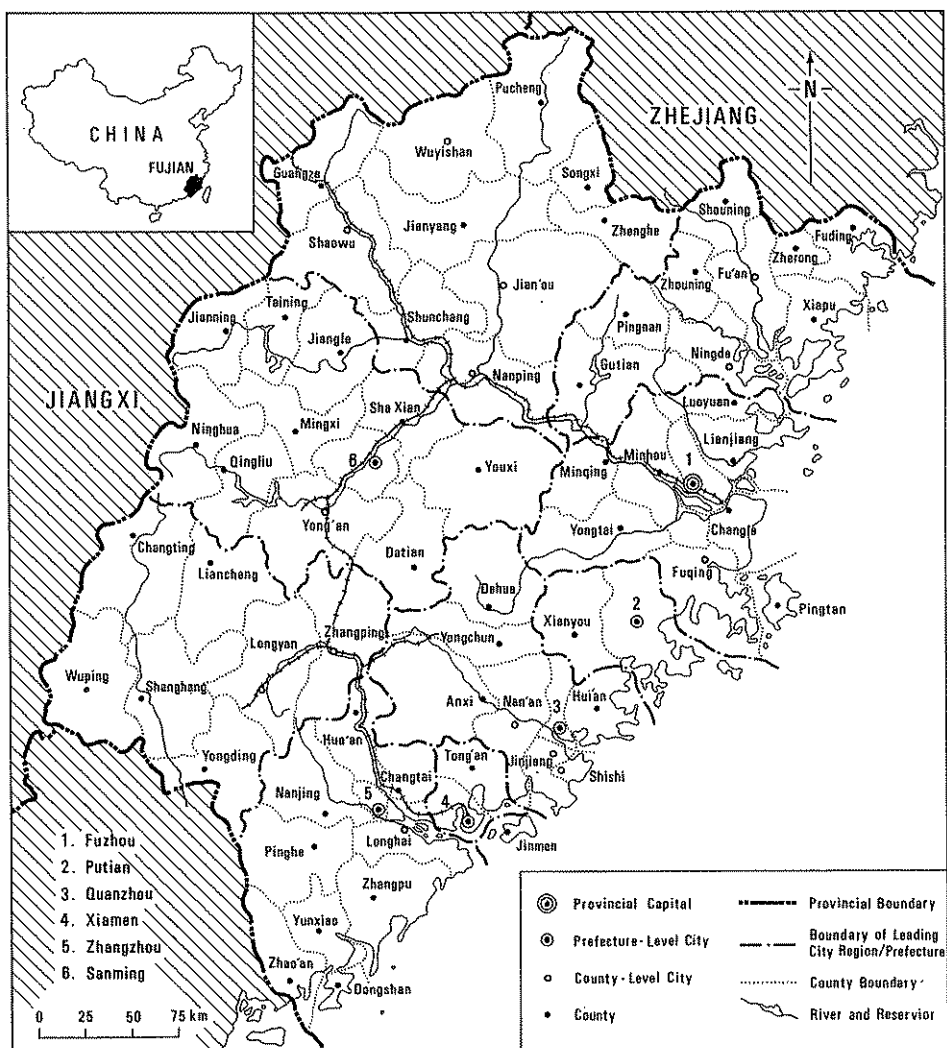 CHINA
FUJIAN
N
ZHEJIANG
JIANGXI
Pucheng
Wuyishan
Guangze
Songxi
Shouning
Fuding
Shaowu
Jianyang
Zhenghe
Zherong
Fu'an
Zhouning
Jian'ou
Taining
Xiapu
Jianning
Shunchang
Pingnan
Jiangle
Ningde
Gutian
Nanping
Luoyuan
Sha Xian
Mingxi
Lianjiang
Ninghua
Minhou
1
6
Qingliu
Youxi
Minqing
Yong'an
Changle
Changting
Yongtai
Datian
Liancheng
Fuqing
Dehua
2
Pingtan
Xianyou
Zhangping
Longyan
Yongchun
Wuping
Shanghang
Anxi
Nan'an
Hui'an
3
Hua'an
Yongding
Tong'an
Jinjiang
Shishi
Changtai
Nanjing
5
4
Longhai
Jinmen
Pinghe
Zhangpu
Yunxiao
Zhao'an
Dongshan
1. Fuzhou
2. Putian
3. Quanzhou
4. Xiamen
5. Zhangzhou
6. Sanming
0 25 50 75 km
Provincial Capital
Prefecture-Level City
County-Level City
County
Provincial Boundary
Boundary of Leading
City Region/Prefecture
County Boundary
River and Reservior